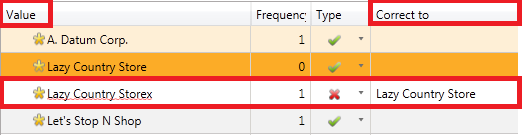 Value Frequency Type Correct to
A. Datum Corp. 1
Lazy Country Store 0
Lazy Country Storex 1 Lazy Country Store
Let's Stop N Shop 1